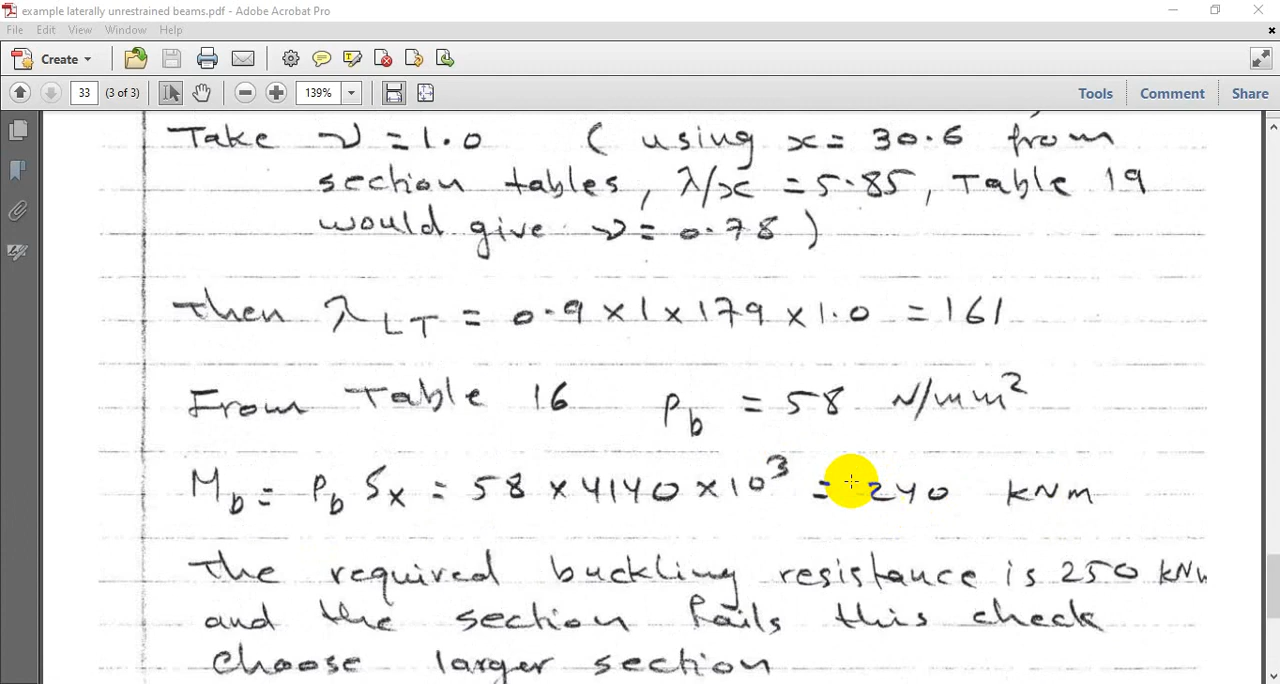 example laterally unrestrained beams.pdf - Adobe Acrobat Pro
File Edit View Window Help
Create
33 (3 of 3) 139% Tools Comment Share
Take ν = 1.0 ( using x = 30.6 from
section tables, λ/x = 5.85, Table 19
would give ν = 0.78 )
Then λLT = 0.9 × 1 × 179 × 1.0 = 161
From Table 16 Pb = 58 N/mm²
Mb = Pb Sx = 58 × 4140 × 10³ = 240 kNm
The required buckling resistance is 250 kNm
and the section fails this check
choose larger section